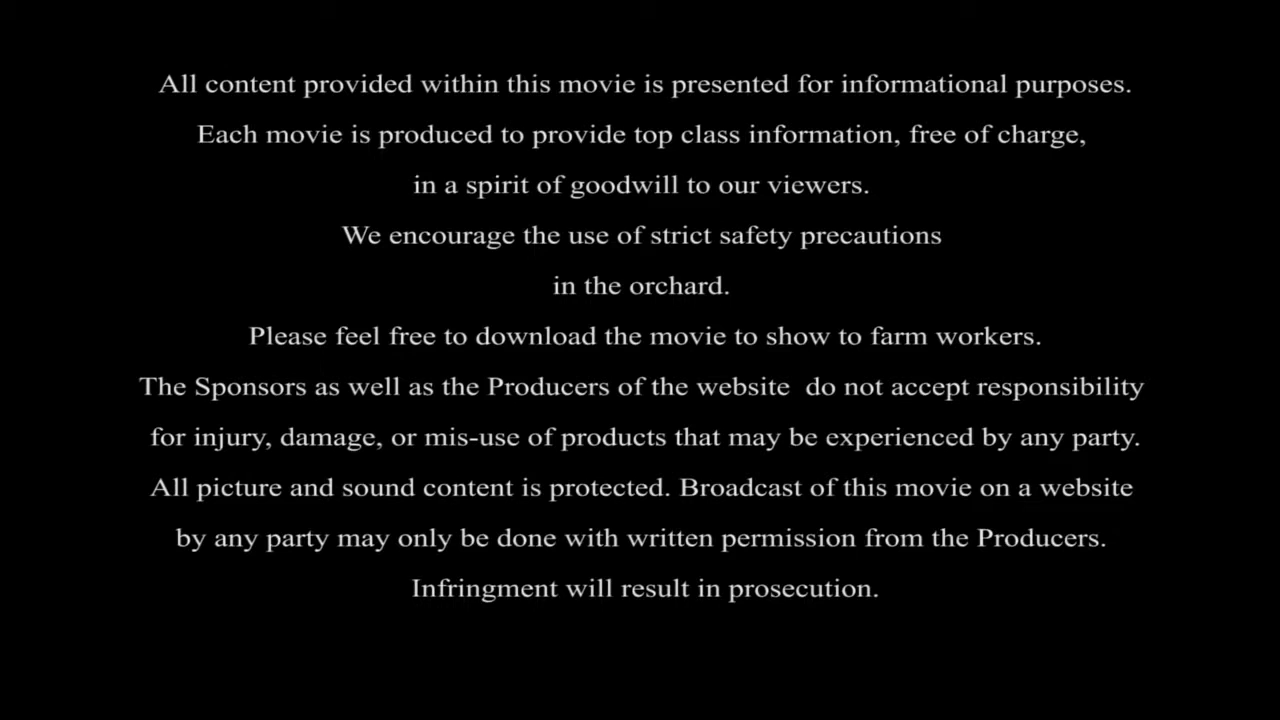 All content provided within this movie is presented for informational purposes.
Each movie is produced to provide top class information, free of charge,
in a spirit of goodwill to our viewers.
We encourage the use of strict safety precautions
in the orchard.
Please feel free to download the movie to show to farm workers.
The Sponsors as well as the Producers of the website  do not accept responsibility
for injury, damage, or mis-use of products that may be experienced by any party.
All picture and sound content is protected. Broadcast of this movie on a website
by any party may only be done with written permission from the Producers.
Infringment will result in prosecution.